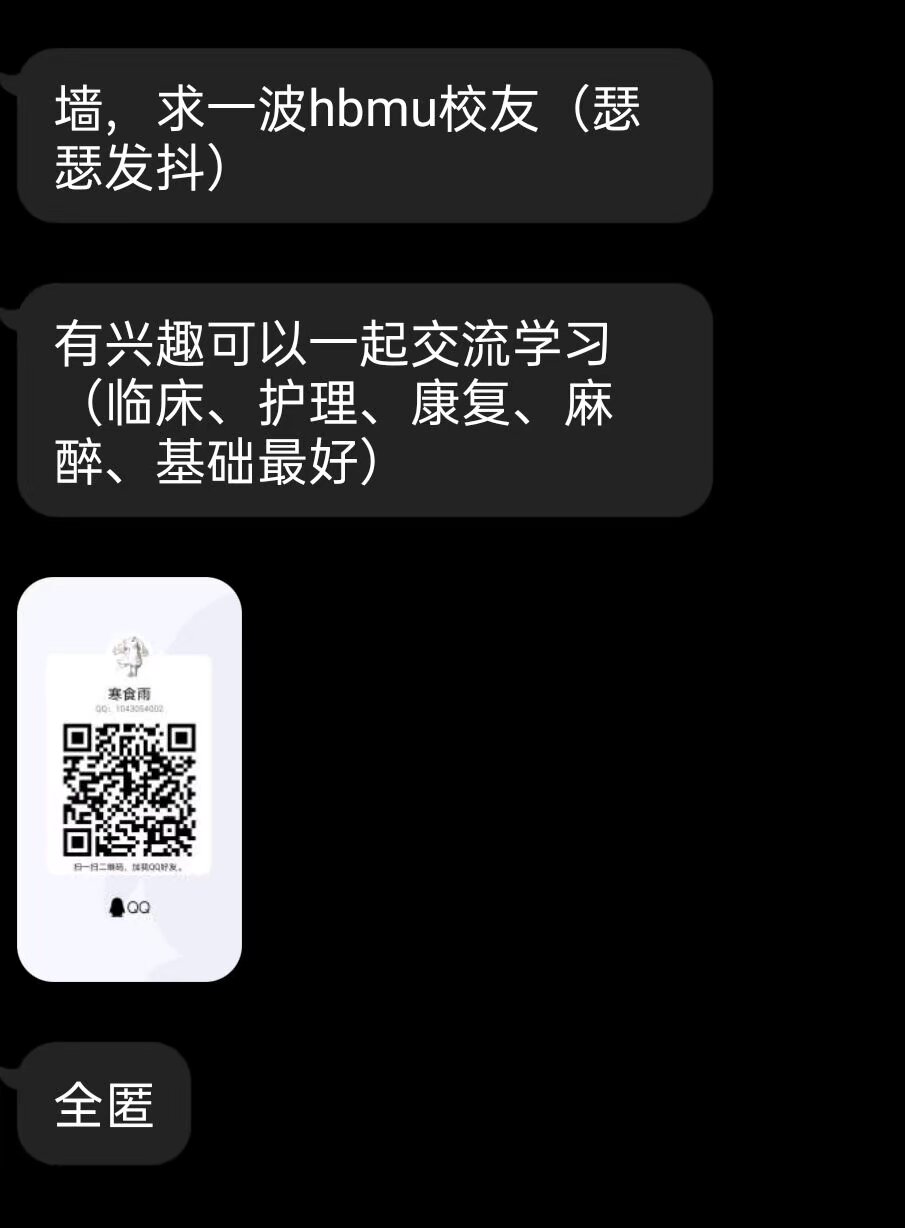 墙，求一波hbmu校友（瑟
瑟发抖）
有兴趣可以一起交流学习
（临床、护理、康复、麻
醉、基础最好）
寒食雨
QQ：1043054002
扫一扫二维码，加我QQ好友。
QQ
全匿